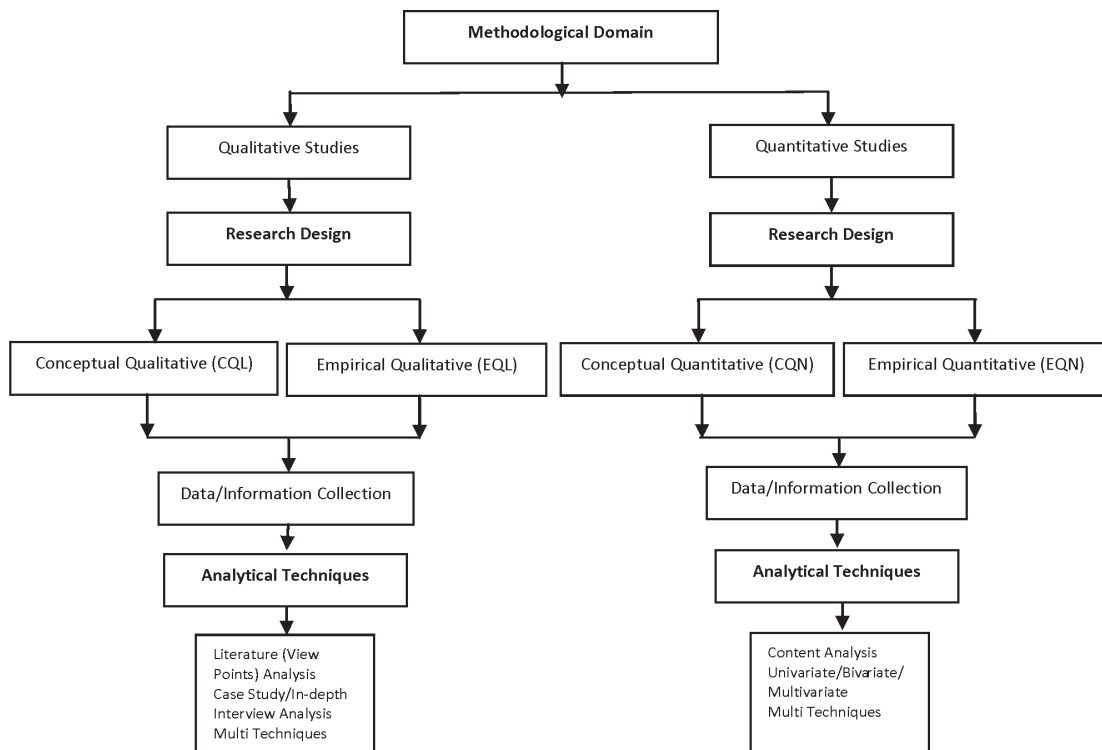 Methodological Domain
Qualitative Studies
Quantitative Studies
Research Design
Research Design
Conceptual Qualitative (CQL)
Empirical Qualitative (EQL)
Conceptual Quantitative (CQN)
Empirical Quantitative (EQN)
Data/Information Collection
Data/Information Collection
Analytical Techniques
Analytical Techniques
Literature (View
Points) Analysis
Case Study/In-depth
Interview Analysis
Multi Techniques
Content Analysis
Univariate/Bivariate/
Multivariate
Multi Techniques